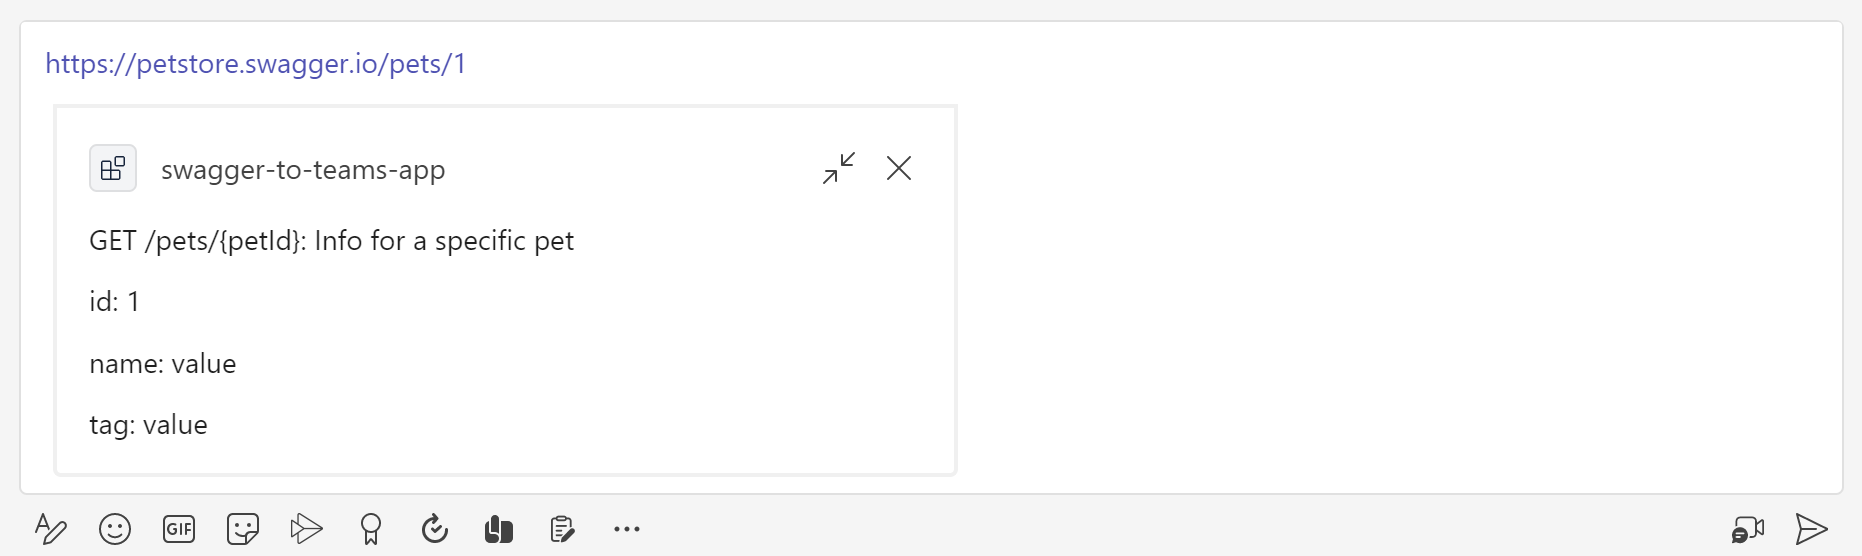 https://petstore.swagger.io/pets/1
swagger-to-teams-app
GET /pets/{petId}: Info for a specific pet
id: 1
name: value
tag: value
GIF